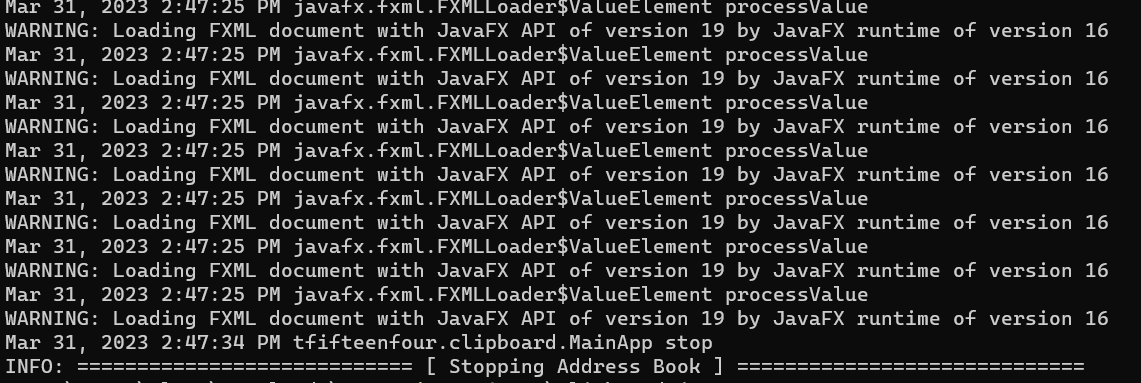 Mar 31, 2023 2:47:25 PM javafx.fxml.FXMLLoader$ValueElement processValue
WARNING: Loading FXML document with JavaFX API of version 19 by JavaFX runtime of version 16
Mar 31, 2023 2:47:25 PM javafx.fxml.FXMLLoader$ValueElement processValue
WARNING: Loading FXML document with JavaFX API of version 19 by JavaFX runtime of version 16
Mar 31, 2023 2:47:25 PM javafx.fxml.FXMLLoader$ValueElement processValue
WARNING: Loading FXML document with JavaFX API of version 19 by JavaFX runtime of version 16
Mar 31, 2023 2:47:25 PM javafx.fxml.FXMLLoader$ValueElement processValue
WARNING: Loading FXML document with JavaFX API of version 19 by JavaFX runtime of version 16
Mar 31, 2023 2:47:25 PM javafx.fxml.FXMLLoader$ValueElement processValue
WARNING: Loading FXML document with JavaFX API of version 19 by JavaFX runtime of version 16
Mar 31, 2023 2:47:25 PM javafx.fxml.FXMLLoader$ValueElement processValue
WARNING: Loading FXML document with JavaFX API of version 19 by JavaFX runtime of version 16
Mar 31, 2023 2:47:25 PM javafx.fxml.FXMLLoader$ValueElement processValue
WARNING: Loading FXML document with JavaFX API of version 19 by JavaFX runtime of version 16
Mar 31, 2023 2:47:34 PM tfifteenfour.clipboard.MainApp stop
INFO: ============================ [ Stopping Address Book ] =============================